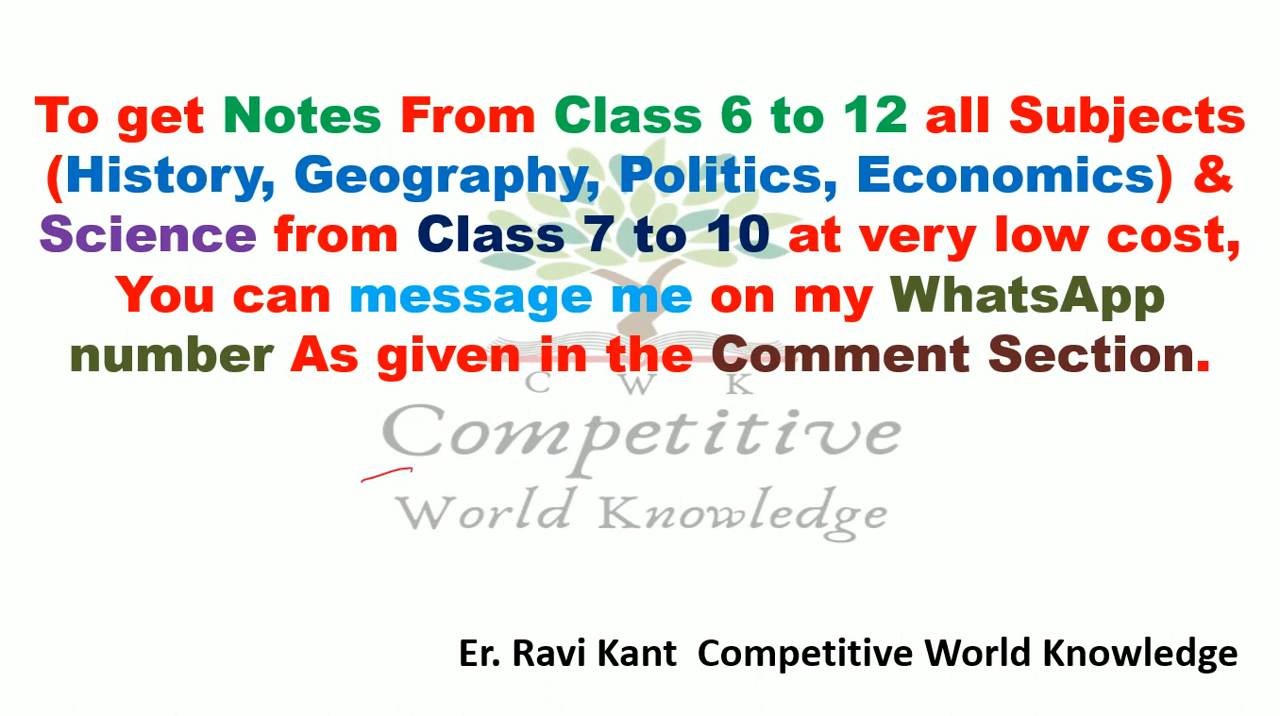 To get Notes From Class 6 to 12 all Subjects
(History, Geography, Politics, Economics) &
Science from Class 7 to 10 at very low cost,
You can message me on my WhatsApp
number As given in the Comment Section.
C W K
Competitive
World Knowledge
Er. Ravi Kant  Competitive World Knowledge